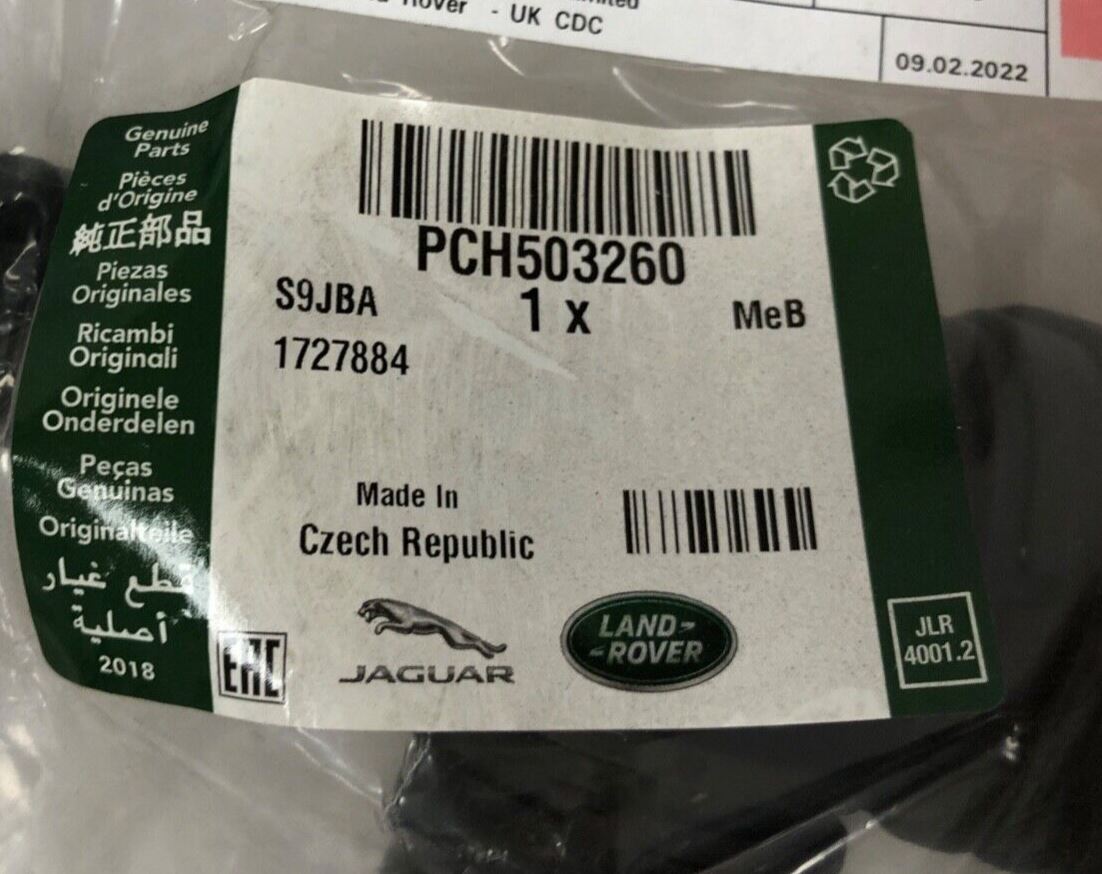 Rover - UK CDC
09.02.2022
Genuine
Parts
Pièces
d'Origine
純正部品
Piezas
Originales
Ricambi
Originali
Originele
Onderdelen
Peças
Genuinas
Originalteile
قطع غيار
أصلية
2018
PCH503260
S9JBA
1 x
MeB
1727884
Made In
Czech Republic
EAC
JAGUAR
LAND-
-ROVER
JLR
4001.2